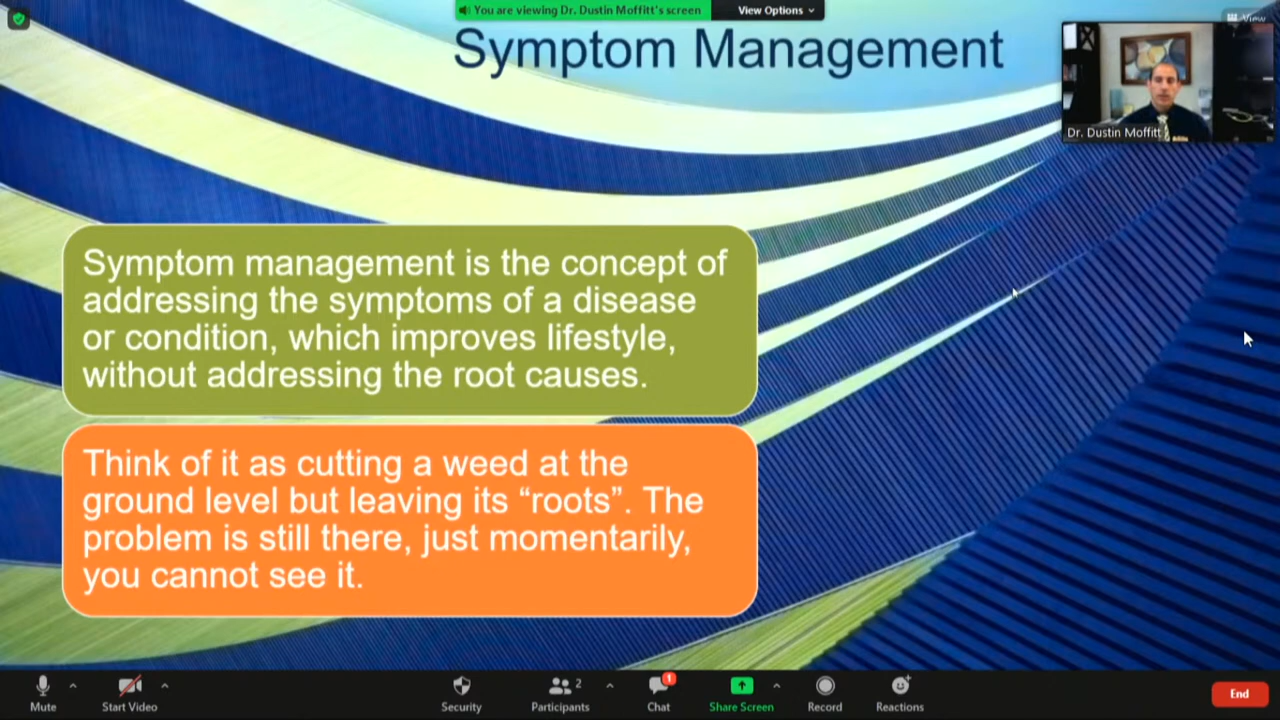 You are viewing Dr. Dustin Moffitt's screen
View Options
View
Symptom Management
Dr. Dustin Moffitt
Symptom management is the concept of
addressing the symptoms of a disease
or condition, which improves lifestyle,
without addressing the root causes.
Think of it as cutting a weed at the
ground level but leaving its “roots”. The
problem is still there, just momentarily,
you cannot see it.
Mute
Start Video
Security
2
Participants
1
Chat
Share Screen
Record
Reactions
End